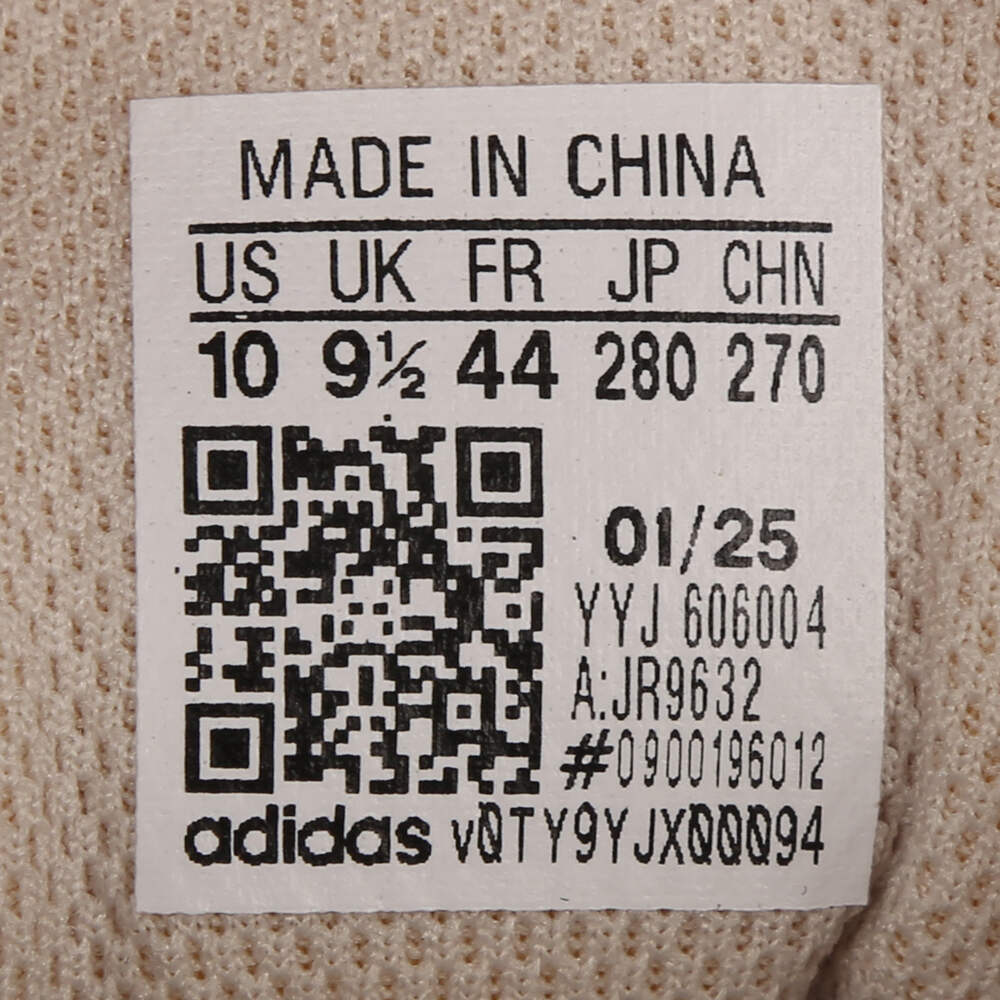 MADE IN CHINA
US UK FR JP CHN
10 9½ 44 280 270
01/25
YYJ 606004
A:JR9632
#0900196012
adidas vQTY9YJXQQQ94